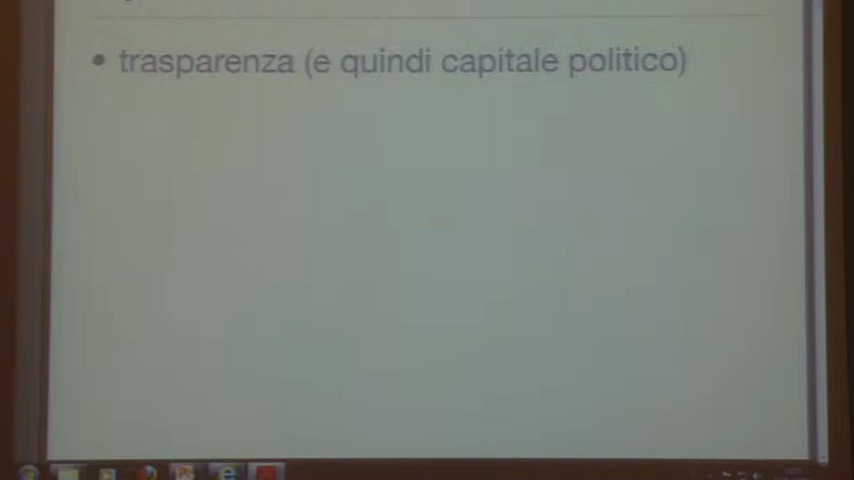 • trasparenza (e quindi capitale politico)